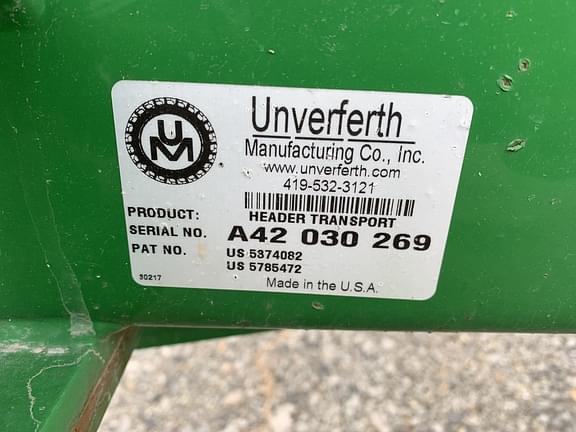 UM
Unverferth
Manufacturing Co., Inc.
www.unverferth.com
419-532-3121
PRODUCT: HEADER TRANSPORT
SERIAL NO. A42 030 269
PAT NO. US 5374082
US 5785472
30217 Made in the U.S.A.